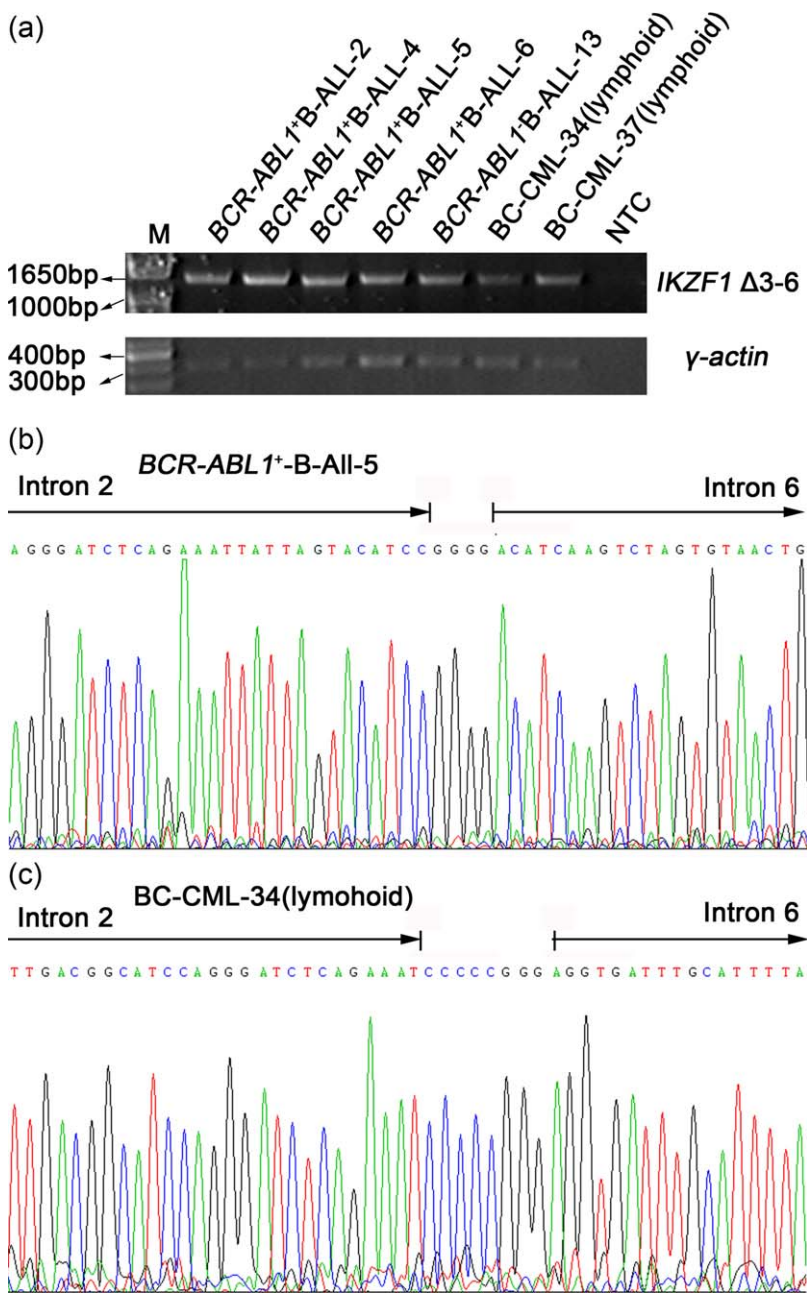 (a)
BCR-ABL1⁺B-ALL-2
BCR-ABL1⁺B-ALL-4
BCR-ABL1⁺B-ALL-5
BCR-ABL1⁺B-ALL-6
BCR-ABL1⁻B-ALL-13
BC-CML-34(lymphoid)
BC-CML-37(lymphoid)
NTC
M
1650bp
1000bp
IKZF1 Δ3-6
400bp
300bp
γ-actin
(b)
BCR-ABL1⁺-B-All-5
Intron 2
Intron 6
AGGGATCTCAGAAATTATTAGTACATCCGGGGACATCAAGTCTAGTGTAACTG
(c)
BC-CML-34(lymohoid)
Intron 2
Intron 6
TTGACGGCATCCAGGGATCTCAGAAATCCCCCGGGAGGTGATTTGCATTTTA